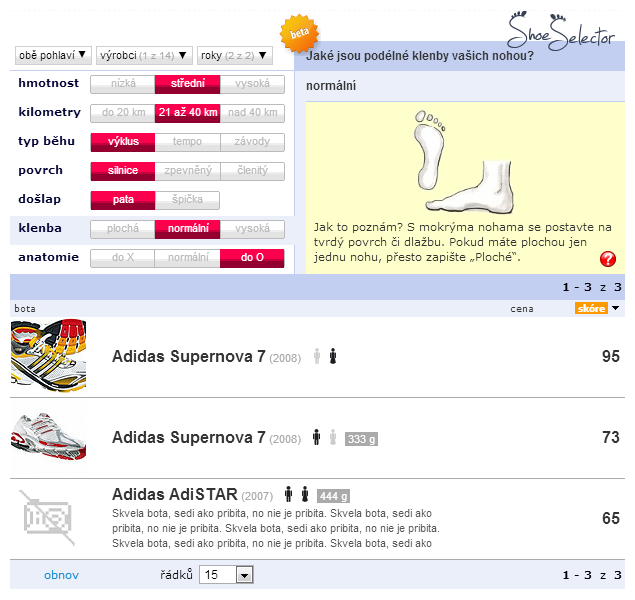 beta
ShoeSelector
obě pohlaví ▼ výrobci (1 z 14) ▼ roky (2 z 2) ▼
Jaké jsou podélné klenby vašich nohou?
hmotnost nízká střední vysoká
normální
kilometry do 20 km 21 až 40 km nad 40 km
typ běhu výklus tempo závody
povrch silnice zpevněný členitý
došlap pata špička
klenba plochá normální vysoká
anatomie do X normální do O
Jak to poznám? S mokrýma nohama se postavte na
tvrdý povrch či dlažbu. Pokud máte plochou jen
jednu nohu, přesto zapište „Ploché“.
?
1 - 3 z 3
bota cena skóre
Adidas Supernova 7 (2008) 95
Adidas Supernova 7 (2008) 333 g 73
Adidas AdiSTAR (2007) 444 g
Skvela bota, sedi ako pribita, no nie je pribita. Skvela bota, sedi ako
pribita, no nie je pribita. Skvela bota, sedi ako pribita, no nie je
pribita. Skvela bota, sedi ako pribita, no nie je pribita. Skvela bota, sedi ako
65
obnov řádků 15 1 - 3 z 3